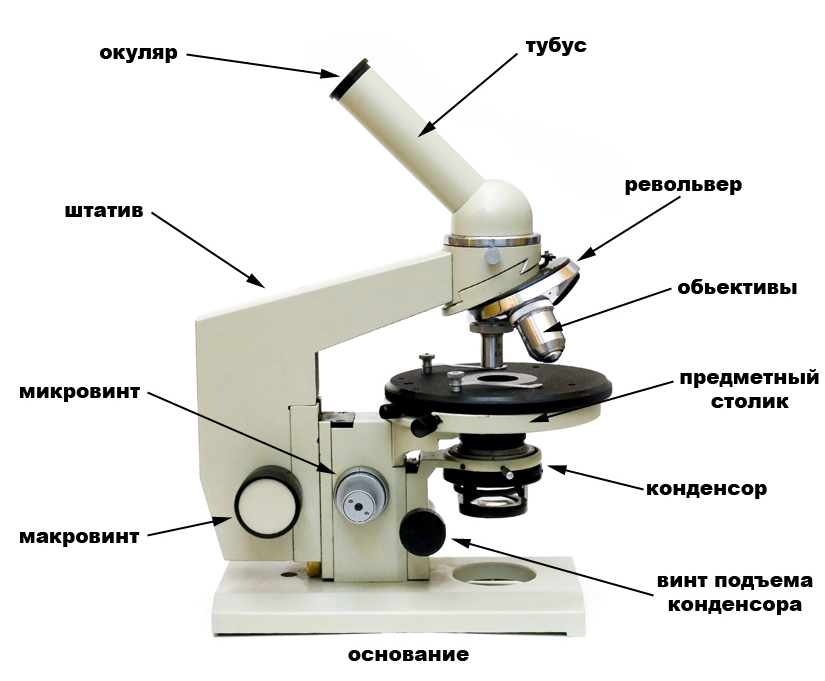 окуляр
тубус
револьвер
штатив
обьективы
микровинт
предметный
столик
конденсор
макровинт
винт подъема
конденсора
основание